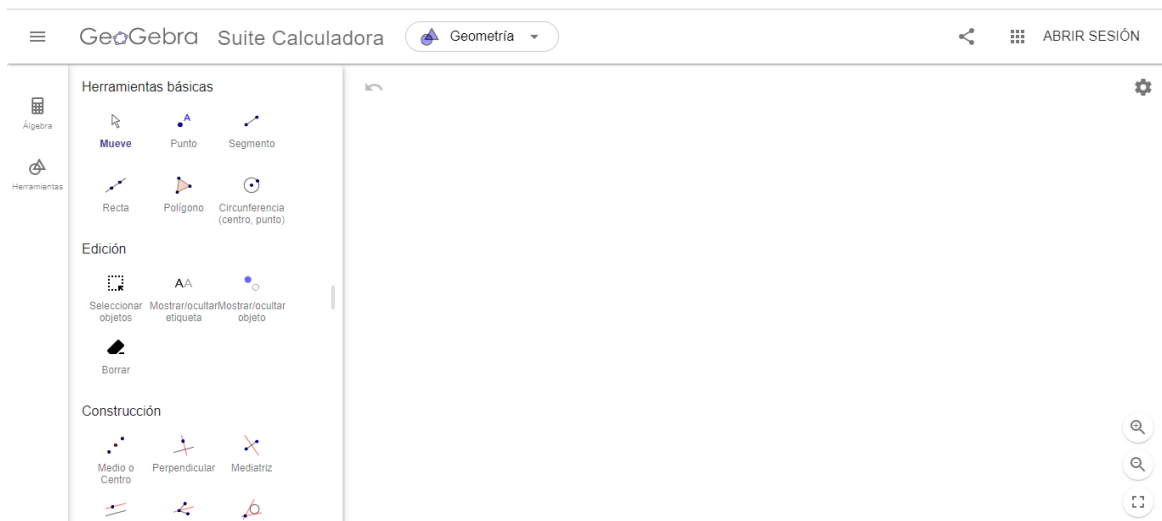 GeoGebra Suite Calculadora Geometría ABRIR SESIÓN
Álgebra
Herramientas
Herramientas básicas
A
Mueve Punto Segmento
Recta Polígono Circunferencia
(centro, punto)
Edición
AA
Seleccionar Mostrar/ocultar Mostrar/ocultar
objetos etiqueta objeto
Borrar
Construcción
Medio o Perpendicular Mediatriz
Centro